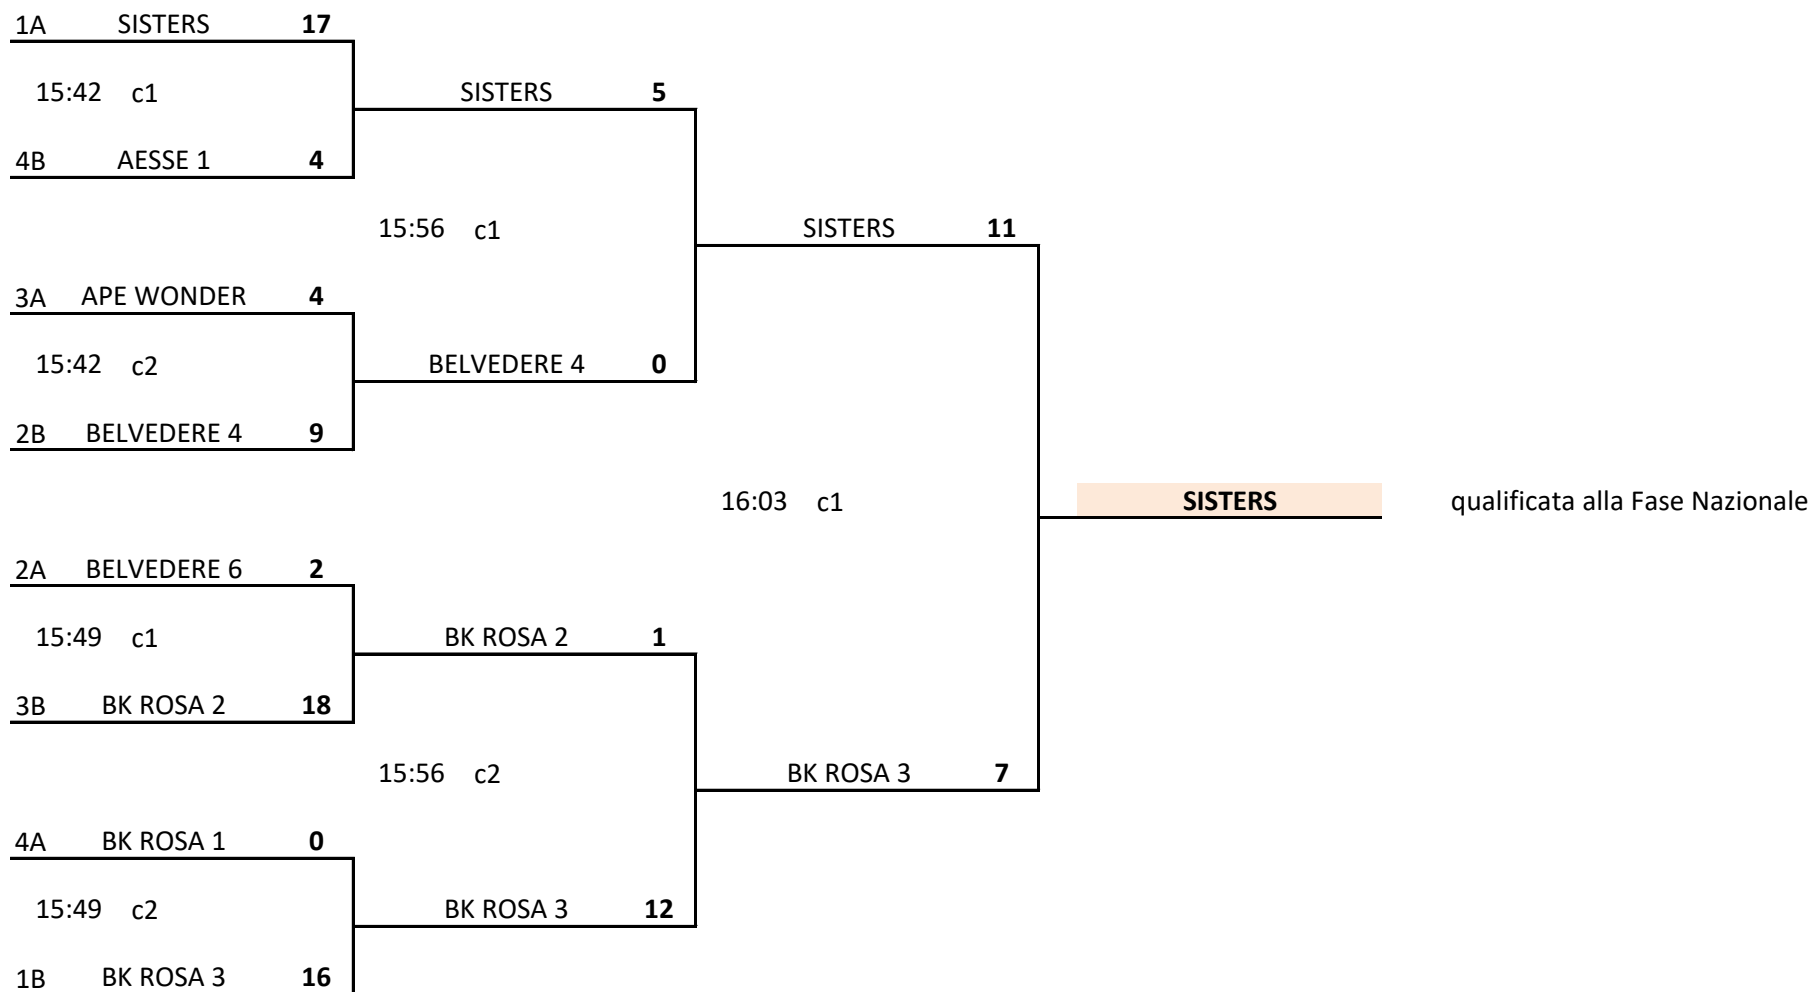 1A SISTERS 17
15:42 c1 SISTERS 5
4B AESSE 1 4
15:56 c1 SISTERS 11
3A APE WONDER 4
15:42 c2 BELVEDERE 4 0
2B BELVEDERE 4 9
16:03 c1 SISTERS qualificata alla Fase Nazionale
2A BELVEDERE 6 2
15:49 c1 BK ROSA 2 1
3B BK ROSA 2 18
15:56 c2 BK ROSA 3 7
4A BK ROSA 1 0
15:49 c2 BK ROSA 3 12
1B BK ROSA 3 16